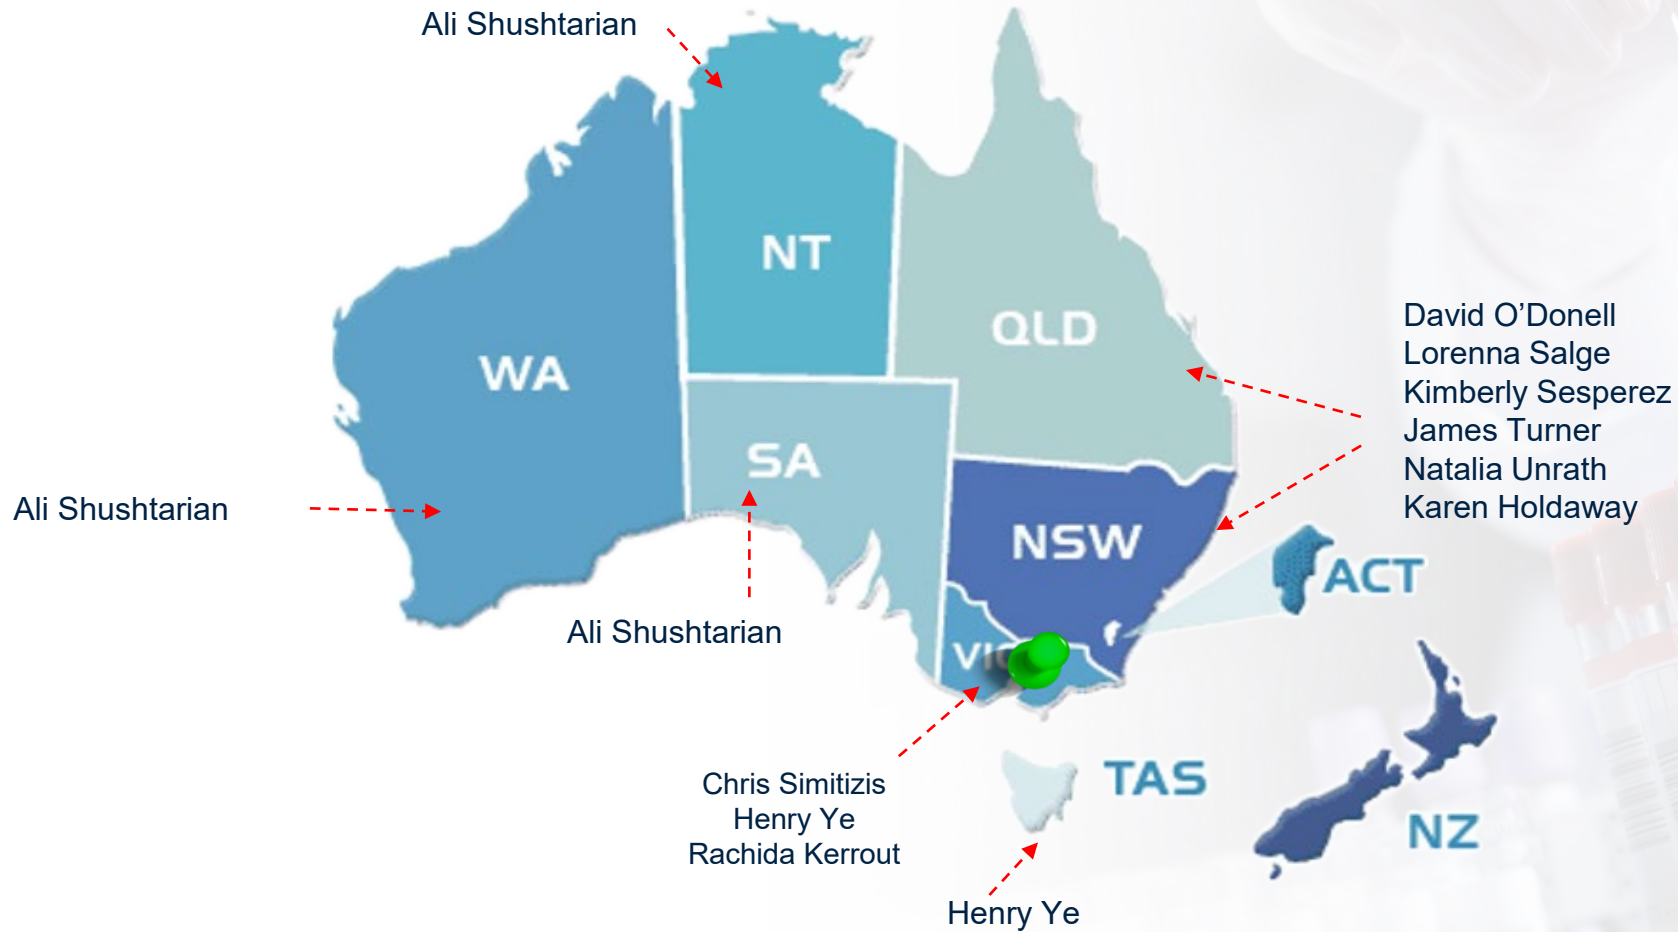 Ali Shushtarian
NT
QLD
WA
David O’Donell
Lorenna Salge
Kimberly Sesperez
James Turner
Natalia Unrath
Karen Holdaway
SA
Ali Shushtarian
NSW
ACT
Ali Shushtarian
VIC
Chris Simitizis
Henry Ye
Rachida Kerrout
TAS
NZ
Henry Ye